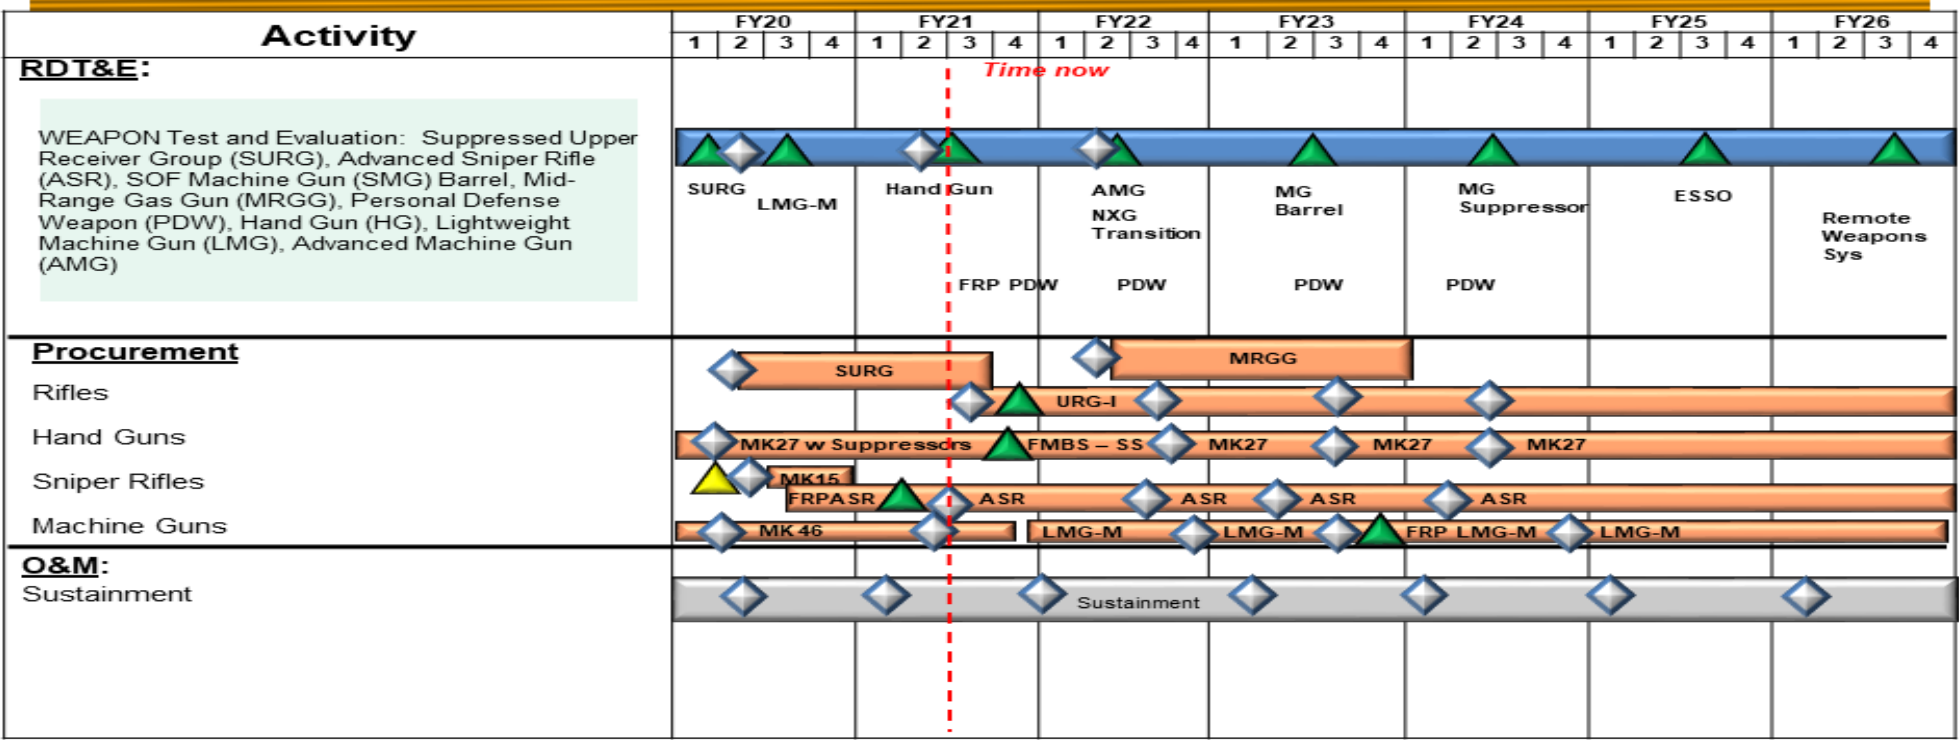 Activity
FY20 FY21 FY22 FY23 FY24 FY25 FY26
1 2 3 4 1 2 3 4 1 2 3 4 1 2 3 4 1 2 3 4 1 2 3 4 1 2 3 4
RDT&E:
Time now
WEAPON Test and Evaluation: Suppressed Upper
Receiver Group (SURG), Advanced Sniper Rifle
(ASR), SOF Machine Gun (SMG) Barrel, Mid-
Range Gas Gun (MRGG), Personal Defense
Weapon (PDW), Hand Gun (HG), Lightweight
Machine Gun (LMG), Advanced Machine Gun
(AMG)
SURG
LMG-M
Hand Gun
AMG
NXG
Transition
MG
Barrel
MG
Suppressor
ESSO
Remote
Weapons
Sys
FRP PDW PDW PDW PDW
Procurement
SURG MRGG
Rifles
URG-I
Hand Guns
MK27 w Suppressors FMBS – SS MK27 MK27 MK27
Sniper Rifles
MK15
FRPASR ASR ASR ASR ASR
Machine Guns
MK 46 LMG-M LMG-M FRP LMG-M LMG-M
O&M:
Sustainment
Sustainment